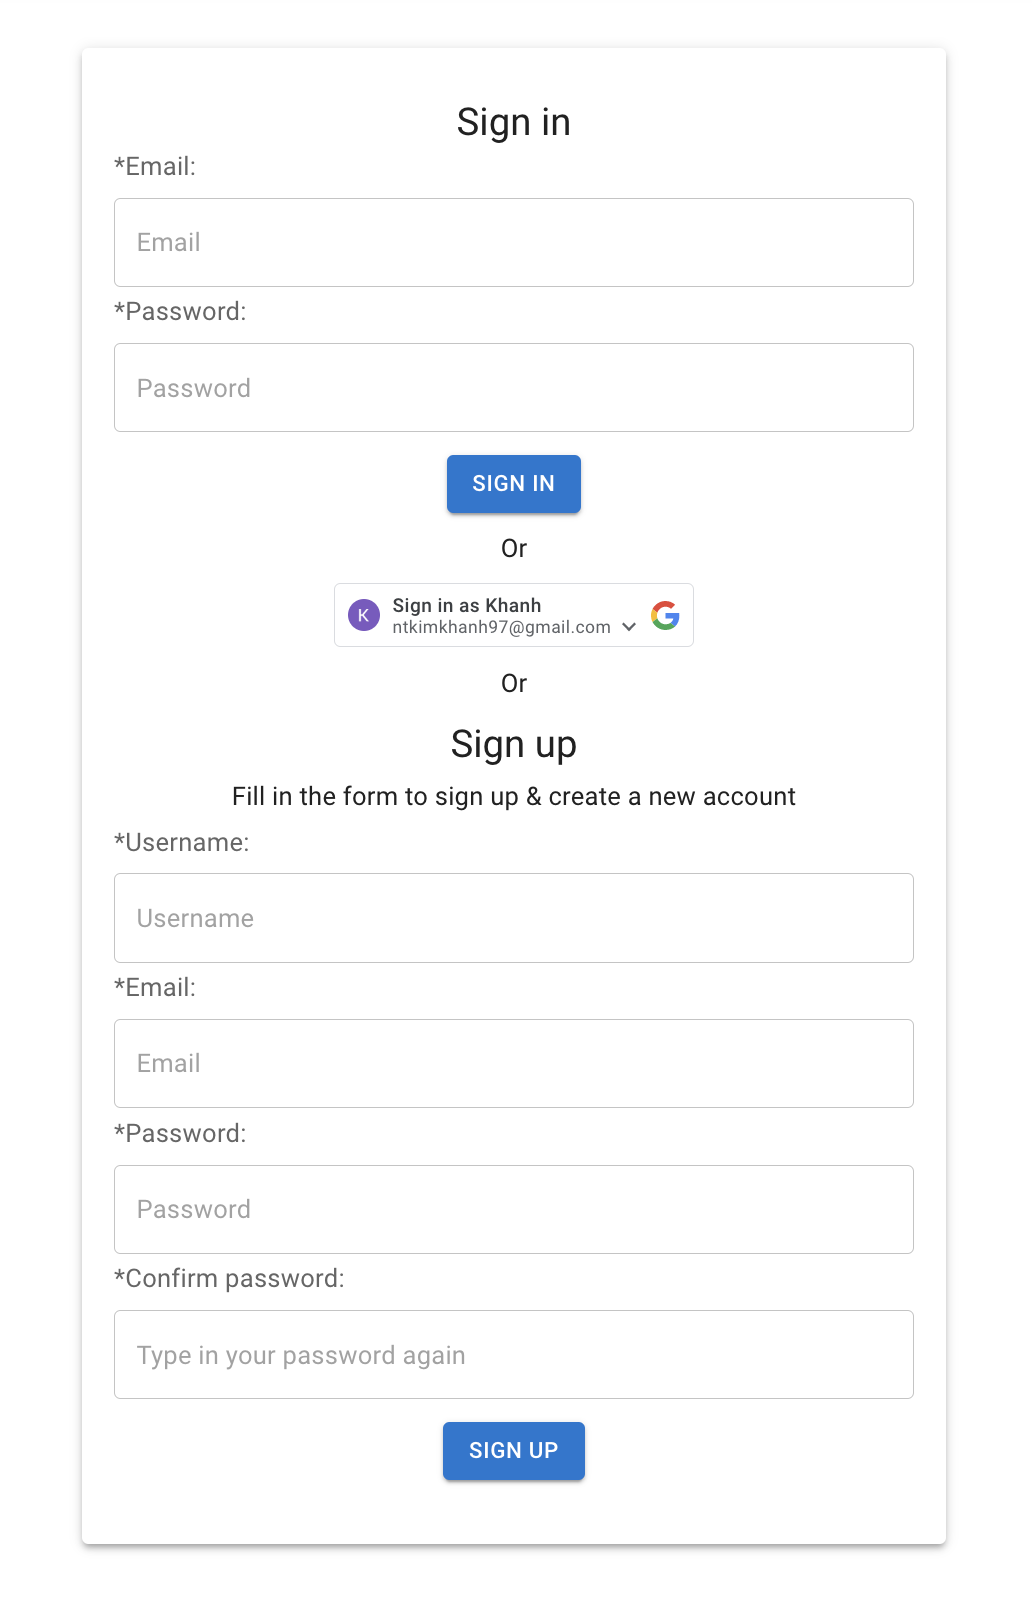 Sign in
*Email:
Email
*Password:
Password
SIGN IN
Or
K
Sign in as Khanh
ntkimkhanh97@gmail.com
Or
Sign up
Fill in the form to sign up & create a new account
*Username:
Username
*Email:
Email
*Password:
Password
*Confirm password:
Type in your password again
SIGN UP